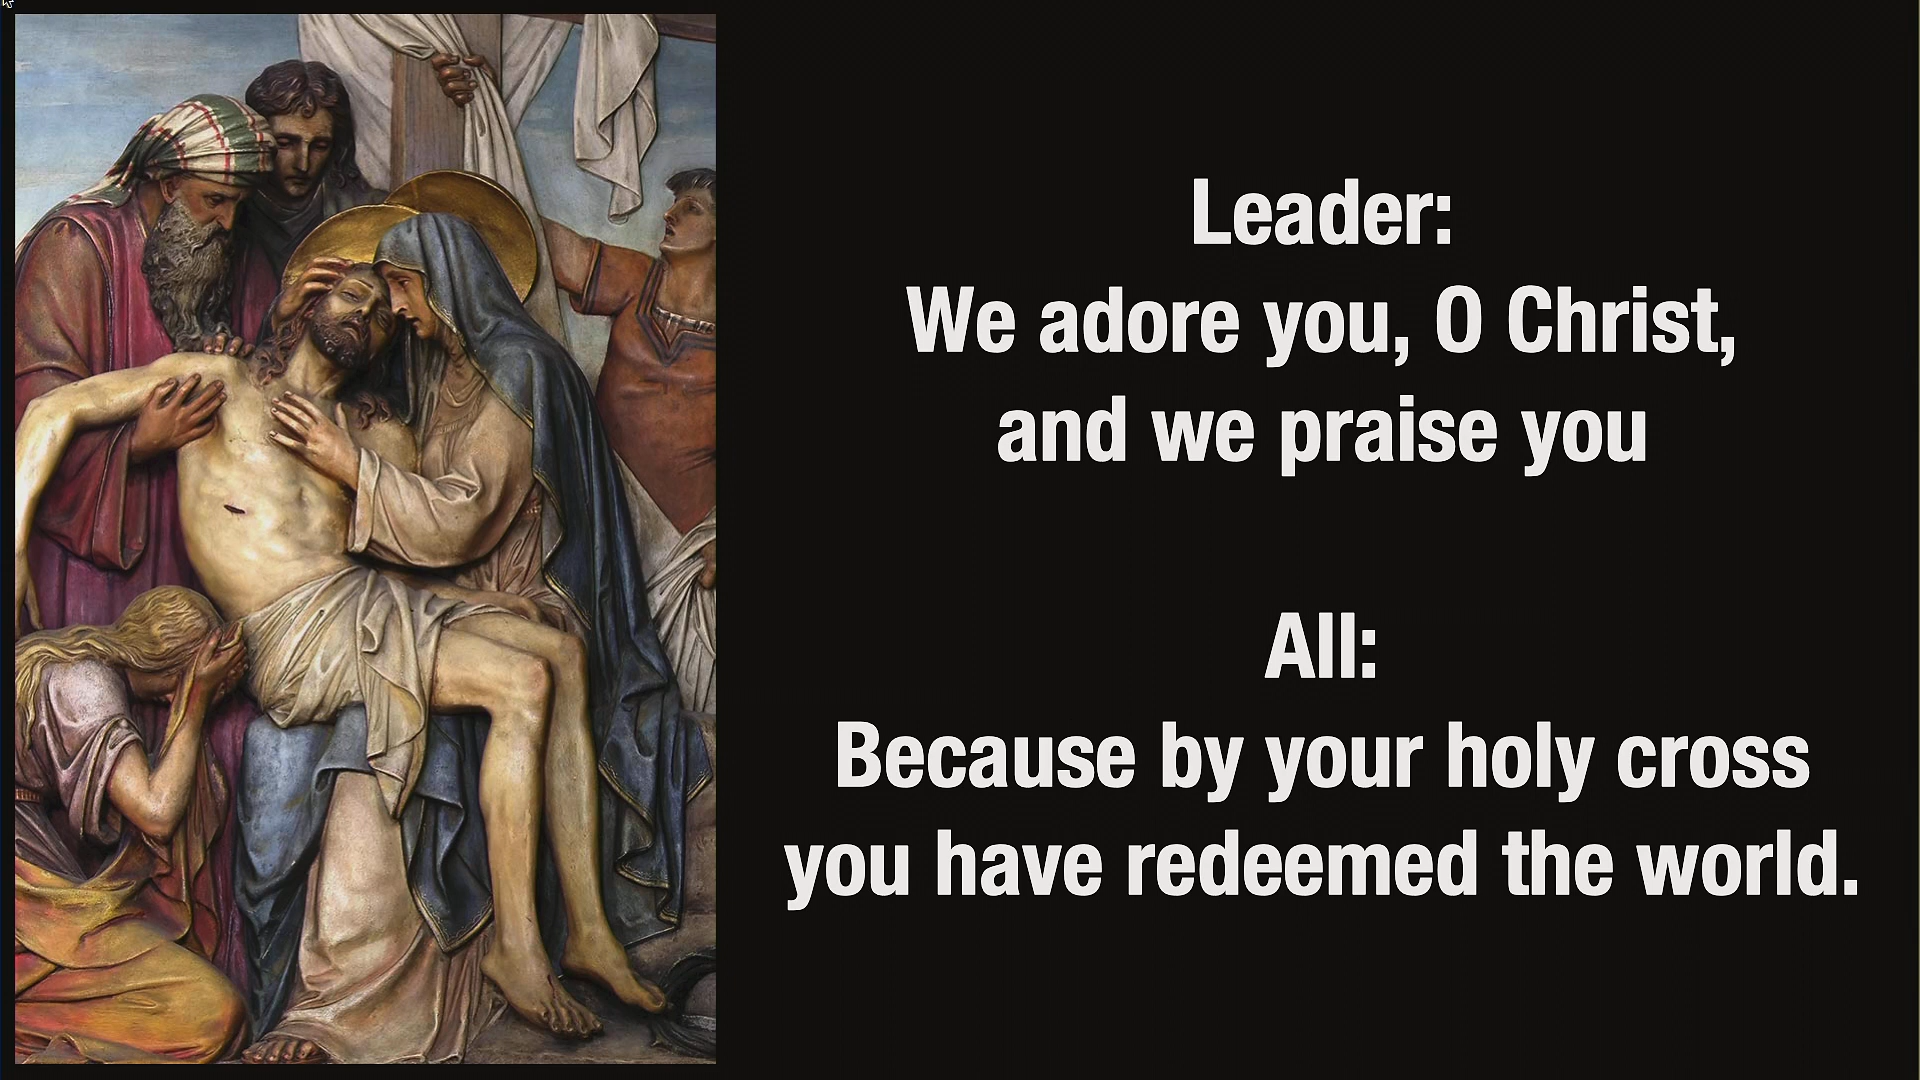 Leader:
We adore you, O Christ,
and we praise you
All:
Because by your holy cross
you have redeemed the world.